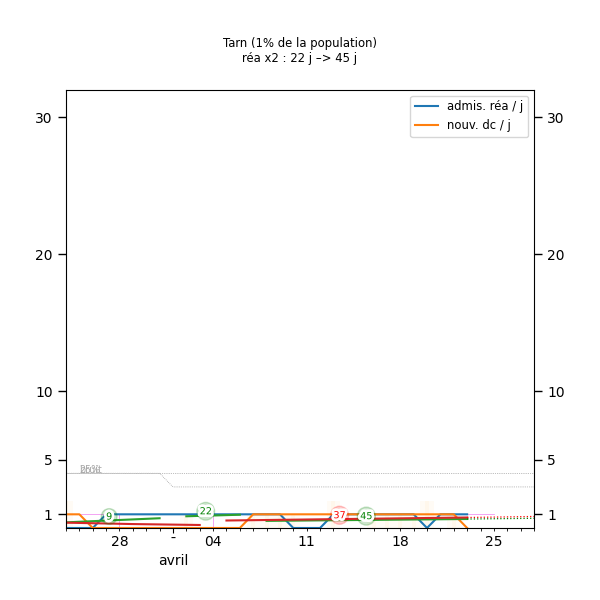 Tarn (1% de la population)
réa x2 : 22 j –> 45 j
admis. réa / j
nouv. dc / j
30 30
20 20
10 10
5 5
25%
1 9 22 37 45 1
28 - 04 11 18 25
avril